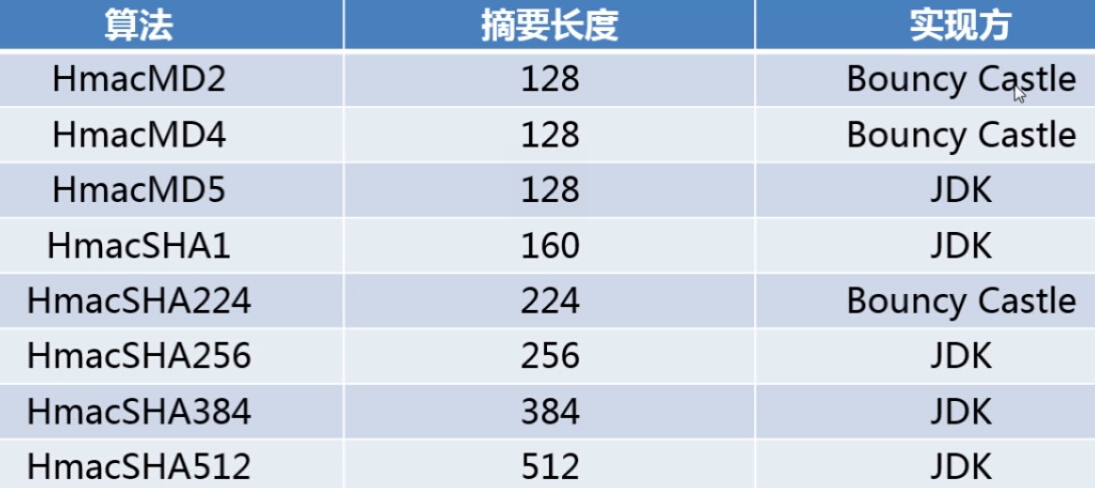 算法 摘要长度 实现方
HmacMD2 128 Bouncy Castle
HmacMD4 128 Bouncy Castle
HmacMD5 128 JDK
HmacSHA1 160 JDK
HmacSHA224 224 Bouncy Castle
HmacSHA256 256 JDK
HmacSHA384 384 JDK
HmacSHA512 512 JDK